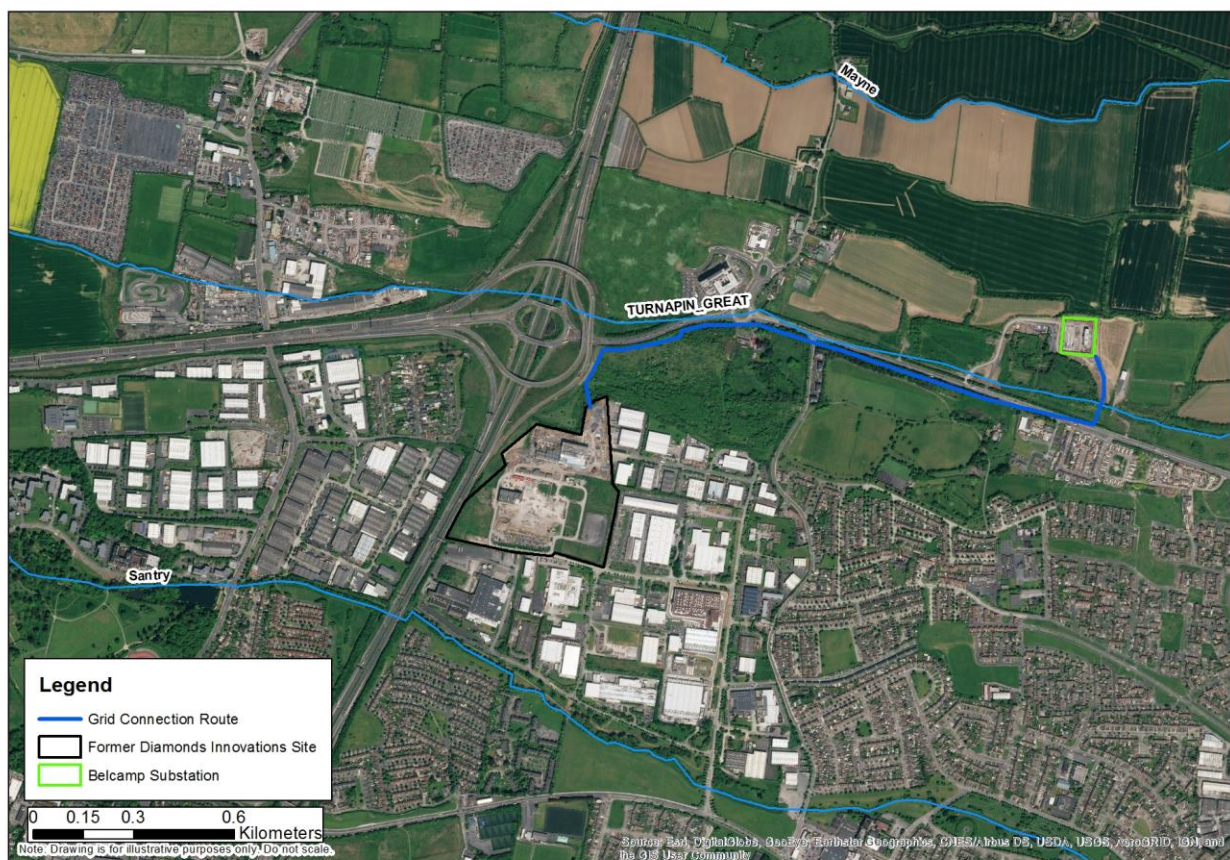 Mayne
TURNAPIN_GREAT
Santry
Legend
Grid Connection Route
Former Diamonds Innovations Site
Belcamp Substation
0 0.15 0.3 0.6
Kilometers
Note: Drawing is for illustrative purposes only. Do not scale.
Source: Esri, DigitalGlobe, GeoEye, Earthstar Geographics, CNES/Airbus DS, USDA, USGS, AeroGRID, IGN, and
the GIS User Community